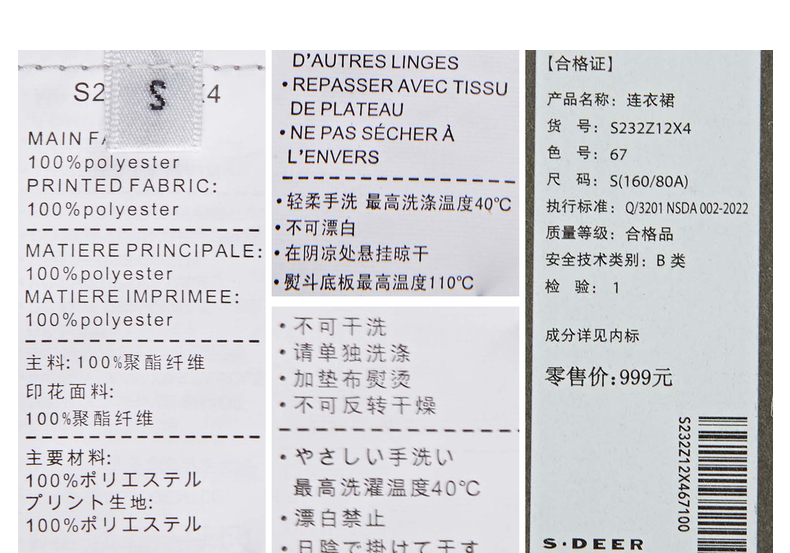 S
S2
X4
MAIN FA
100%polyester
PRINTED FABRIC:
100%polyester
MATIERE PRINCIPALE:
100%polyester
MATIERE IMPRIMEE:
100%polyester
主料: 100%聚酯纤维
印花面料:
100%聚酯纤维
主要材料:
100%ポリエステル
プリント生地:
100%ポリエステル
D'AUTRES LINGES
•REPASSER AVEC TISSU
DE PLATEAU
•NE PAS SÉCHER À
L'ENVERS
•轻柔手洗 最高洗涤温度40℃
•不可漂白
•在阴凉处悬挂晾干
•熨斗底板最高温度110℃
•不可干洗
•请单独洗涤
•加垫布熨烫
•不可反转干燥
•やさしい手洗い
最高洗濯温度40℃
•漂白禁止
•日陰で掛けて干す
【合格证】
产品名称: 连衣裙
货 号: S232Z12X4
色 号: 67
尺 码: S(160/80A)
执行标准: Q/3201 NSDA 002-2022
质量等级: 合格品
安全技术类别: B 类
检 验: 1
成分详见内标
零售价:999元
S232Z12X467100
S·DEER